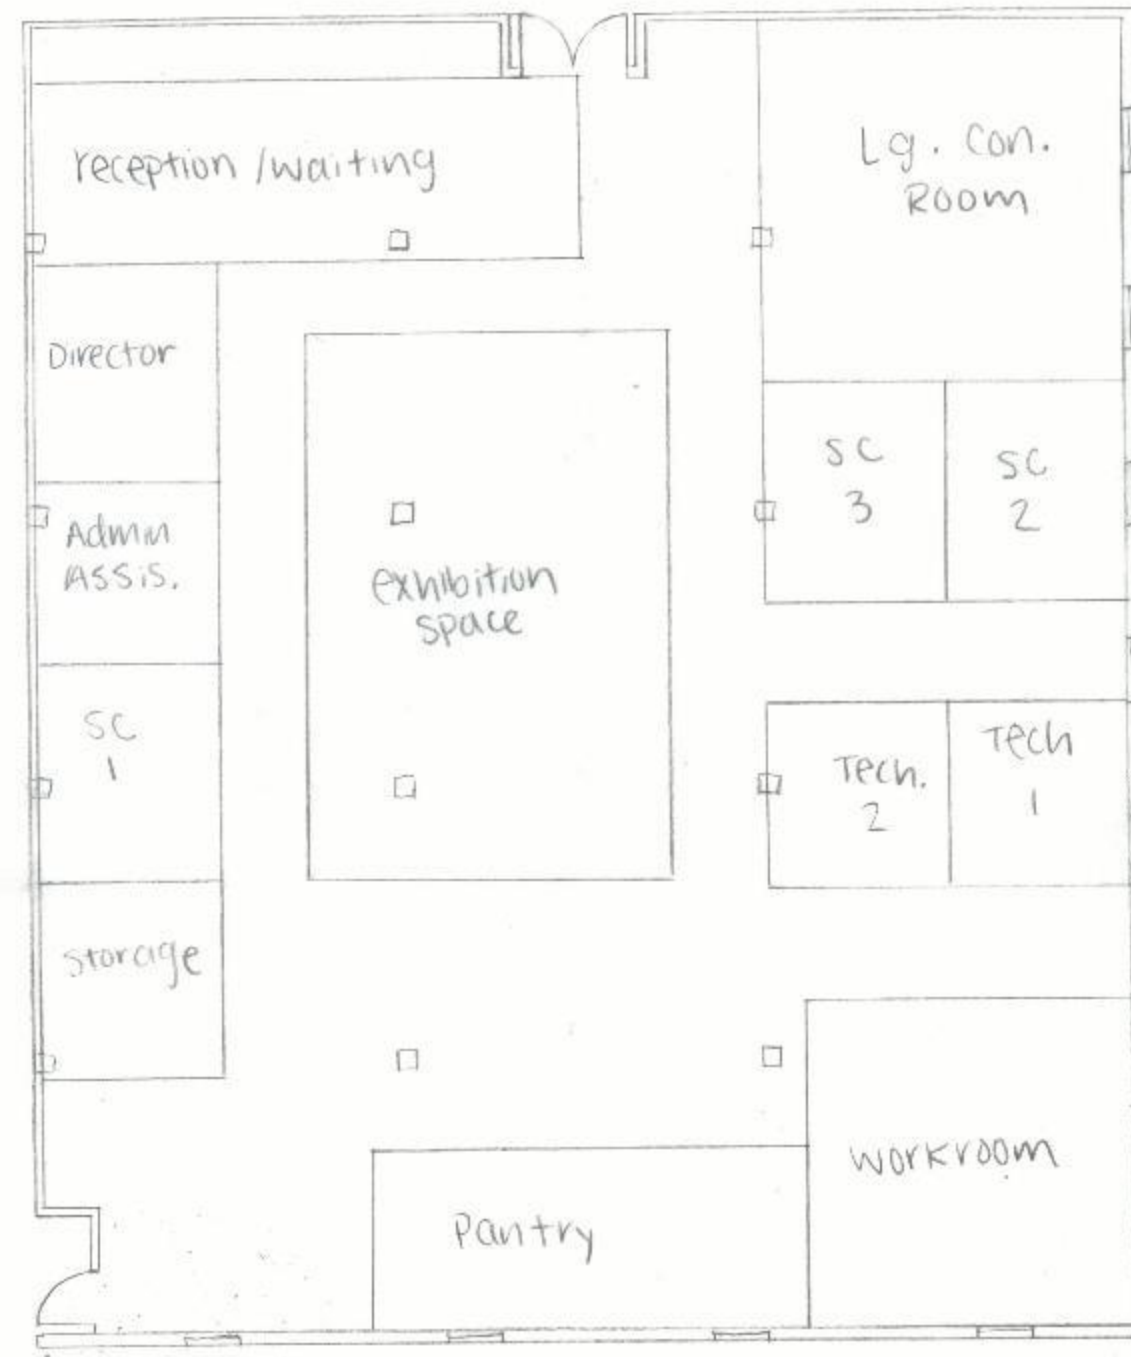 reception / waiting
Lg. Con.
Room
Director
SC
3
SC
2
Admin
Assis.
exhibition
space
SC
1
Tech.
2
Tech
1
storage
workroom
Pantry